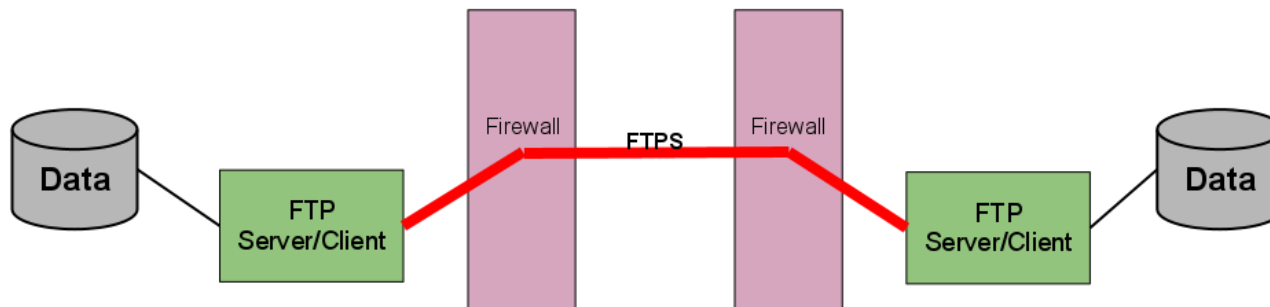 Firewall
FTPS
Firewall
Data
FTP
Server/Client
FTP
Server/Client
Data